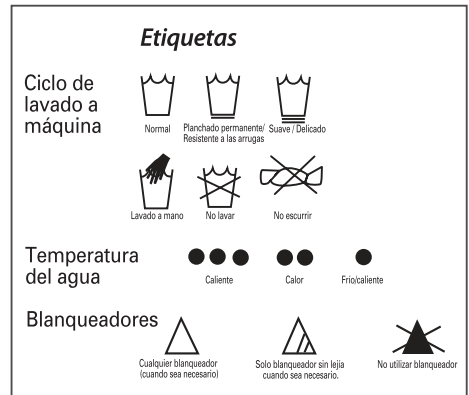 Etiquetas
Ciclo de
lavado a
máquina
Normal
Planchado permanente/
Resistente a las arrugas
Suave / Delicado
Lavado a mano
No lavar
No escurrir
Temperatura
del agua
Caliente
Calor
Frio/caliente
Blanqueadores
Cualquier blanqueador
(cuando sea necesario)
Solo blanqueador sin lejia
cuando sea necesario.
No utilizar blanqueador